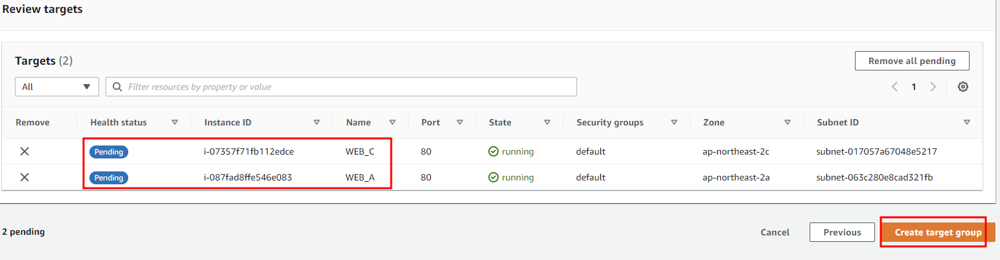 Review targets
Targets (2)
Remove all pending
All
Filter resources by property or value
1
Remove Health status Instance ID Name Port State Security groups Zone Subnet ID
Pending i-07357f71fb112edce WEB_C 80 running default ap-northeast-2c subnet-017057a67048e5217
Pending i-087fad8ffe546e083 WEB_A 80 running default ap-northeast-2a subnet-063c280e8cad321fb
2 pending Cancel Previous Create target group